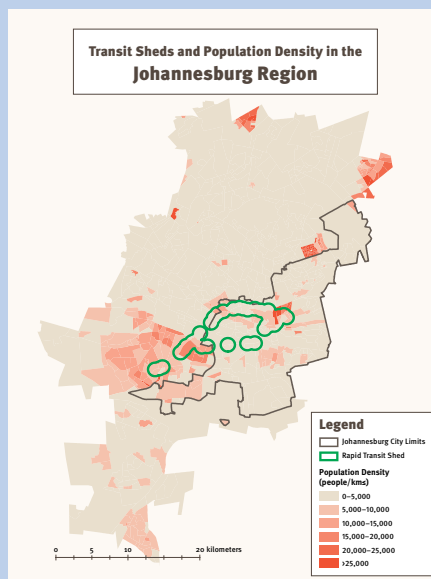 Transit Sheds and Population Density in the
Johannesburg Region
Legend
Johannesburg City Limits
Rapid Transit Shed
Population Density
(people/kms)
0–5,000
5,000–10,000
10,000–15,000
15,000–20,000
20,000–25,000
>25,000
0 5 10 20 kilometers